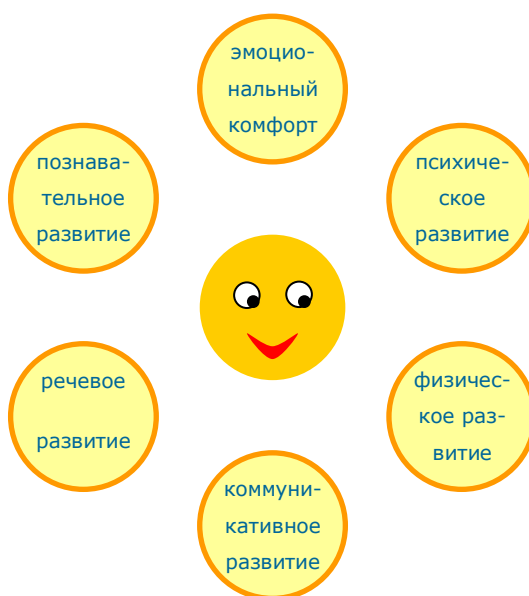 эмоцио-
нальный
комфорт
познава-
тельное
развитие
психиче-
ское
развитие
речевое
развитие
физичес-
кое раз-
витие
коммуни-
кативное
развитие